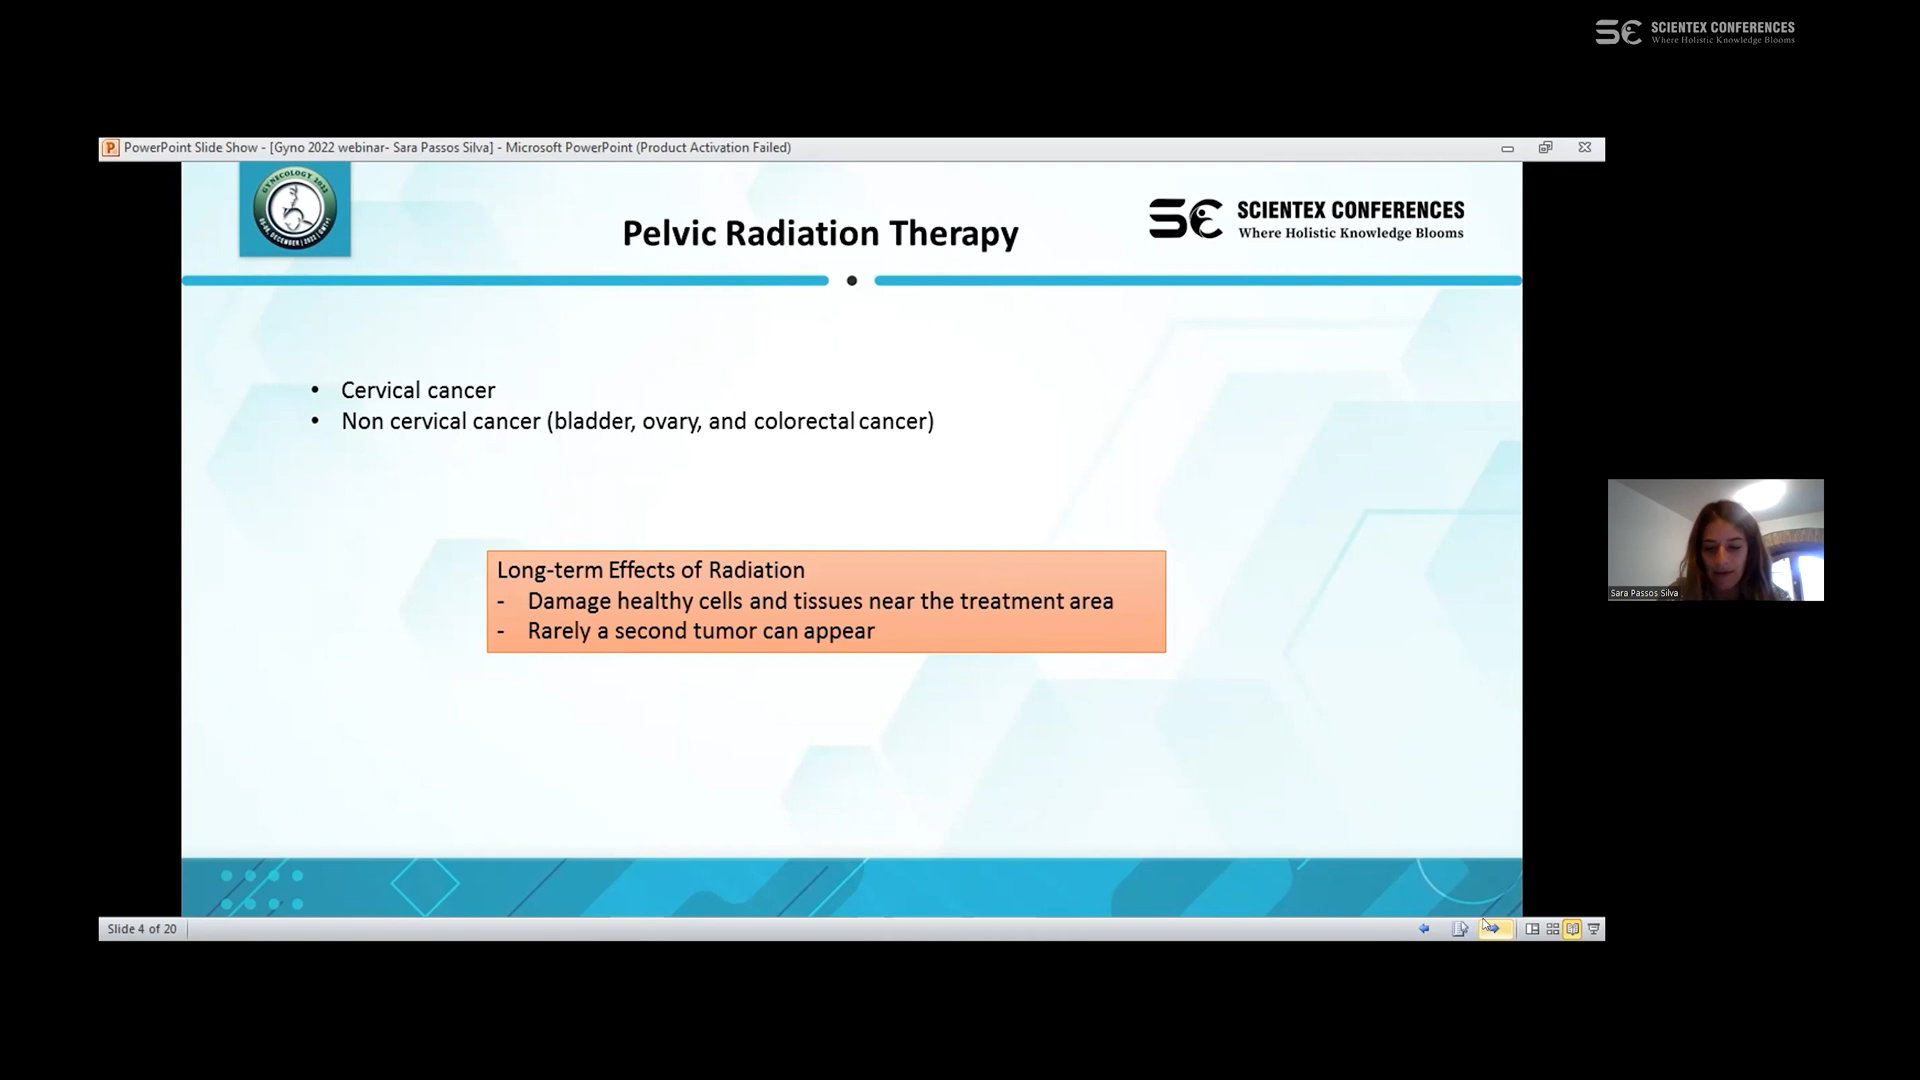 SCIENTEX CONFERENCES
Where Holistic Knowledge Blooms
PowerPoint Slide Show - [Gyno 2022 webinar- Sara Passos Silva] - Microsoft PowerPoint (Product Activation Failed)
GYNECOLOGY 2022
Pelvic Radiation Therapy
SCIENTEX CONFERENCES
Where Holistic Knowledge Blooms
• Cervical cancer
• Non cervical cancer (bladder, ovary, and colorectal cancer)
Long-term Effects of Radiation
- Damage healthy cells and tissues near the treatment area
- Rarely a second tumor can appear
Sara Passos Silva
Slide 4 of 20